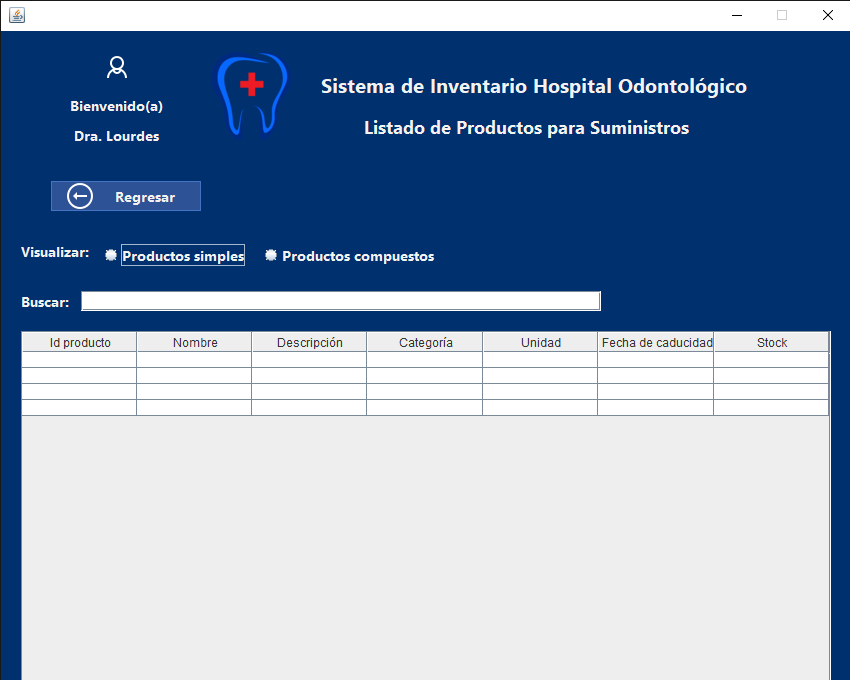 Bienvenido(a)
Dra. Lourdes
Sistema de Inventario Hospital Odontológico
Listado de Productos para Suministros
Regresar
Visualizar: Productos simples Productos compuestos
Buscar:
Id producto Nombre Descripción Categoría Unidad Fecha de caducidad Stock